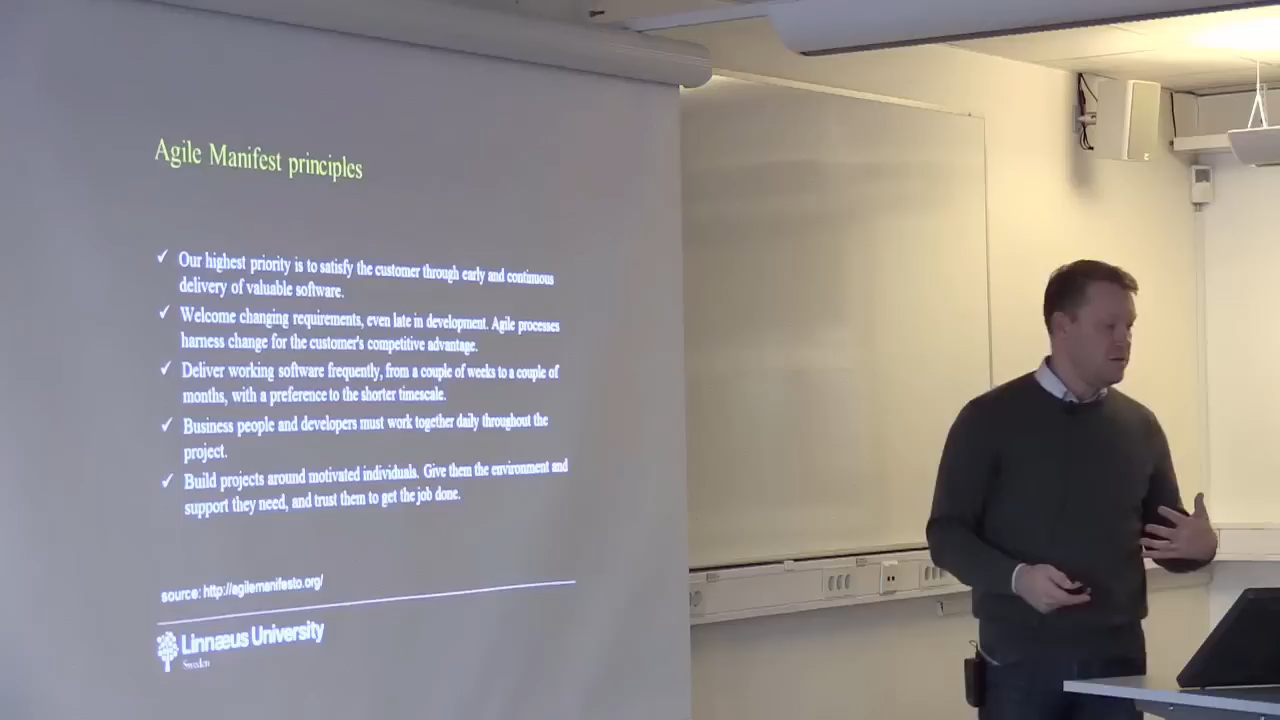 Agile Manifest principles
✓ Our highest priority is to satisfy the customer through early and continuous
delivery of valuable software.
✓ Welcome changing requirements, even late in development. Agile processes
harness change for the customer's competitive advantage.
✓ Deliver working software frequently, from a couple of weeks to a couple of
months, with a preference to the shorter timescale.
✓ Business people and developers must work together daily throughout the
project.
✓ Build projects around motivated individuals. Give them the environment and
support they need, and trust them to get the job done.
source: http://agilemanifesto.org/
Linnæus University
Sweden